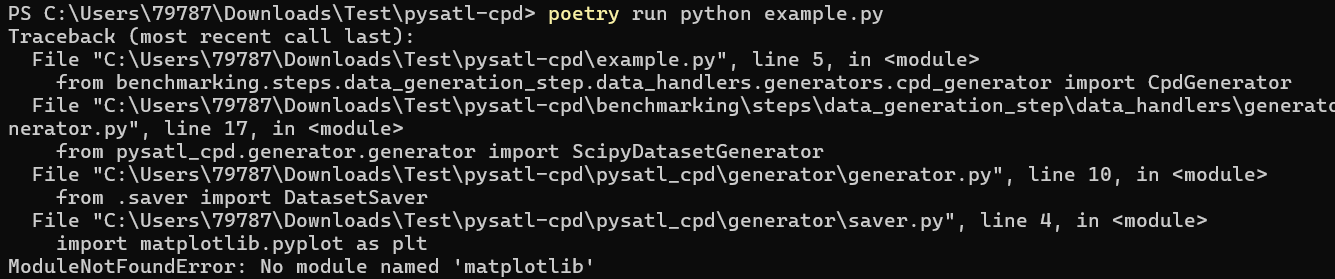 PS C:\Users\79787\Downloads\Test\pysatl-cpd> poetry run python example.py
Traceback (most recent call last):
  File "C:\Users\79787\Downloads\Test\pysatl-cpd\example.py", line 5, in <module>
    from benchmarking.steps.data_generation_step.data_handlers.generators.cpd_generator import CpdGenerator
  File "C:\Users\79787\Downloads\Test\pysatl-cpd\benchmarking\steps\data_generation_step\data_handlers\generato
nerator.py", line 17, in <module>
    from pysatl_cpd.generator.generator import ScipyDatasetGenerator
  File "C:\Users\79787\Downloads\Test\pysatl-cpd\pysatl_cpd\generator\generator.py", line 10, in <module>
    from .saver import DatasetSaver
  File "C:\Users\79787\Downloads\Test\pysatl-cpd\pysatl_cpd\generator\saver.py", line 4, in <module>
    import matplotlib.pyplot as plt
ModuleNotFoundError: No module named 'matplotlib'